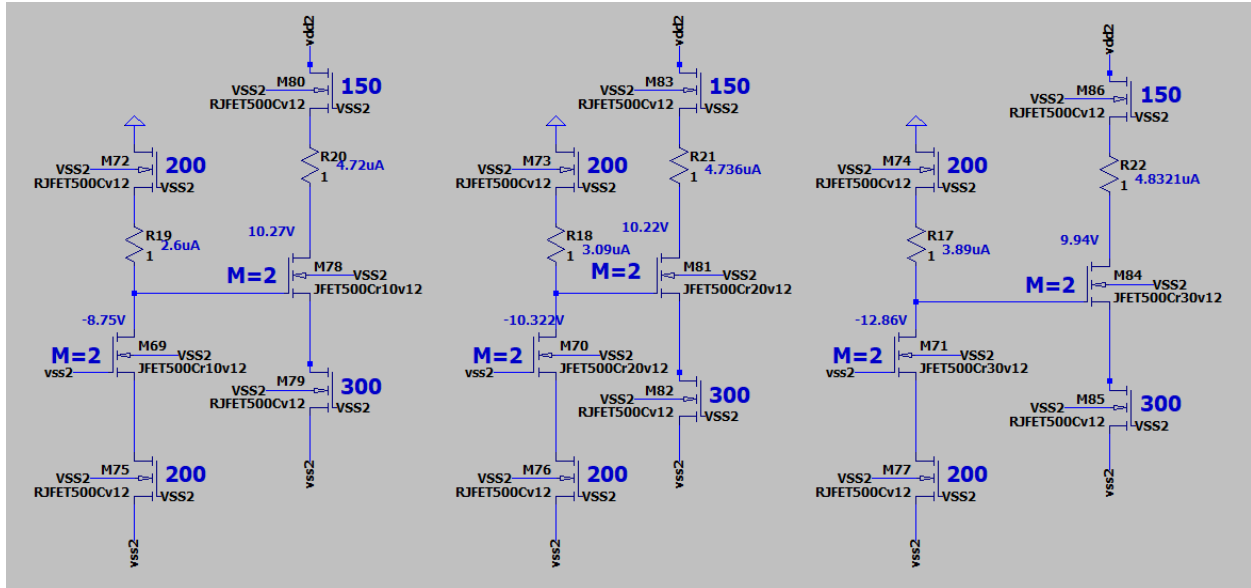 vdd2
M80
150
VSS2
VSS2
RJFET500Cv12
R20
4.72uA
1
M72
200
VSS2
VSS2
RJFET500Cv12
R19
2.6uA
1
10.27V
M=2
M78
VSS2
JFET500Cr10v12
-8.75V
M=2
M69
VSS2
vss2
JFET500Cr10v12
M79
300
VSS2
VSS2
RJFET500Cv12
vss2
M75
200
VSS2
VSS2
RJFET500Cv12
vss2
vdd2
M83
150
VSS2
VSS2
RJFET500Cv12
R21
4.736uA
1
M73
200
VSS2
VSS2
RJFET500Cv12
R18
3.09uA
1
10.22V
M=2
M81
VSS2
JFET500Cr20v12
-10.322V
M=2
M70
VSS2
vss2
JFET500Cr20v12
M82
300
VSS2
VSS2
RJFET500Cv12
vss2
M76
200
VSS2
VSS2
RJFET500Cv12
vss2
vdd2
M86
150
VSS2
VSS2
RJFET500Cv12
R22
4.8321uA
1
M74
200
VSS2
VSS2
RJFET500Cv12
R17
3.89uA
1
9.94V
M=2
M84
VSS2
JFET500Cr30v12
-12.86V
M=2
M71
VSS2
vss2
JFET500Cr30v12
M85
300
VSS2
VSS2
RJFET500Cv12
vss2
M77
200
VSS2
VSS2
RJFET500Cv12
vss2